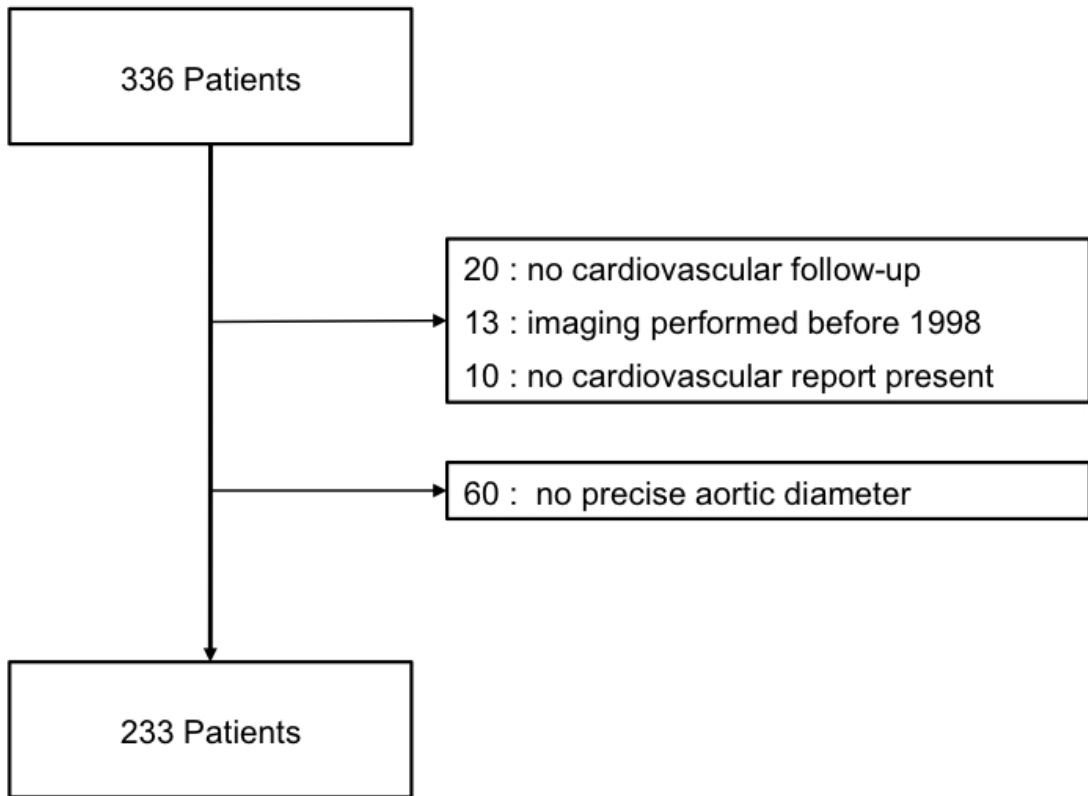 336 Patients
20 : no cardiovascular follow-up
13 : imaging performed before 1998
10 : no cardiovascular report present
60 :  no precise aortic diameter
233 Patients